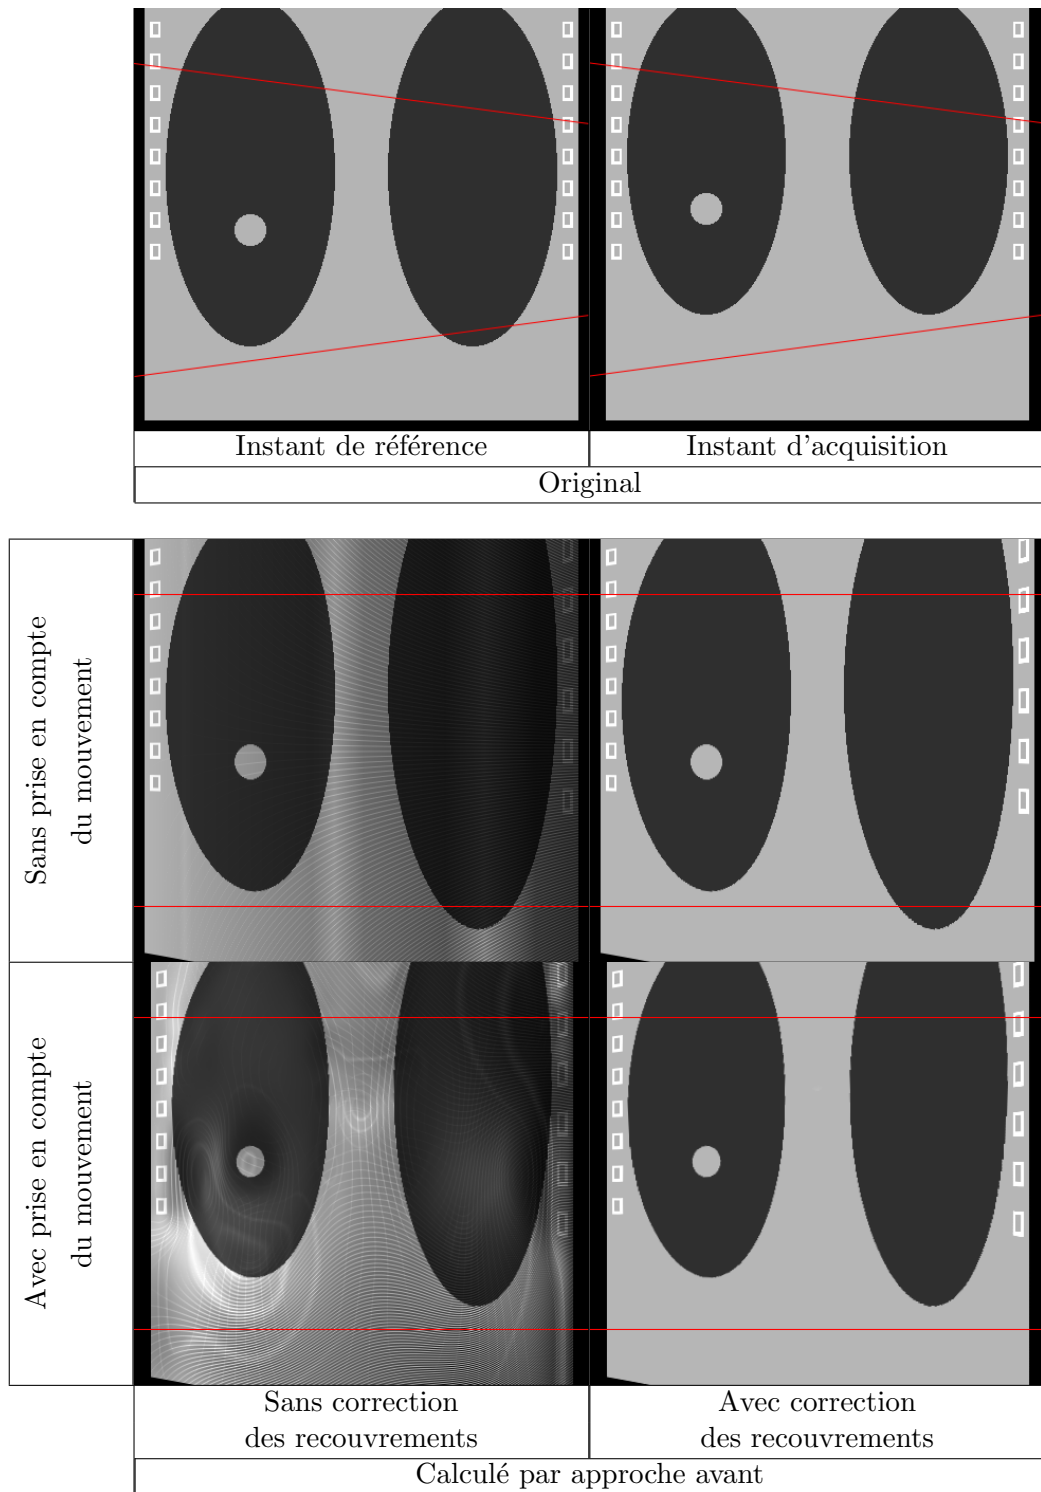 Instant de référence
Instant d'acquisition
Original
Sans prise en compte
du mouvement
Avec prise en compte
du mouvement
Sans correction
des recouvrements
Avec correction
des recouvrements
Calculé par approche avant